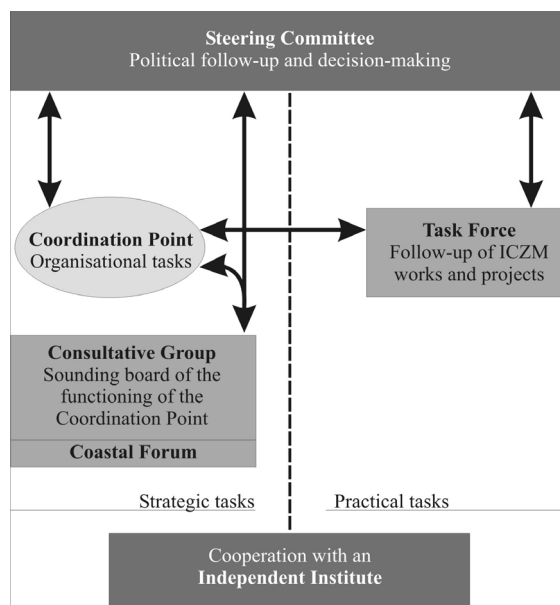 Steering Committee
Political follow-up and decision-making
Coordination Point
Organisational tasks
Task Force
Follow-up of ICZM
works and projects
Consultative Group
Sounding board of the
functioning of the
Coordination Point
Coastal Forum
Strategic tasks
Practical tasks
Cooperation with an
Independent Institute